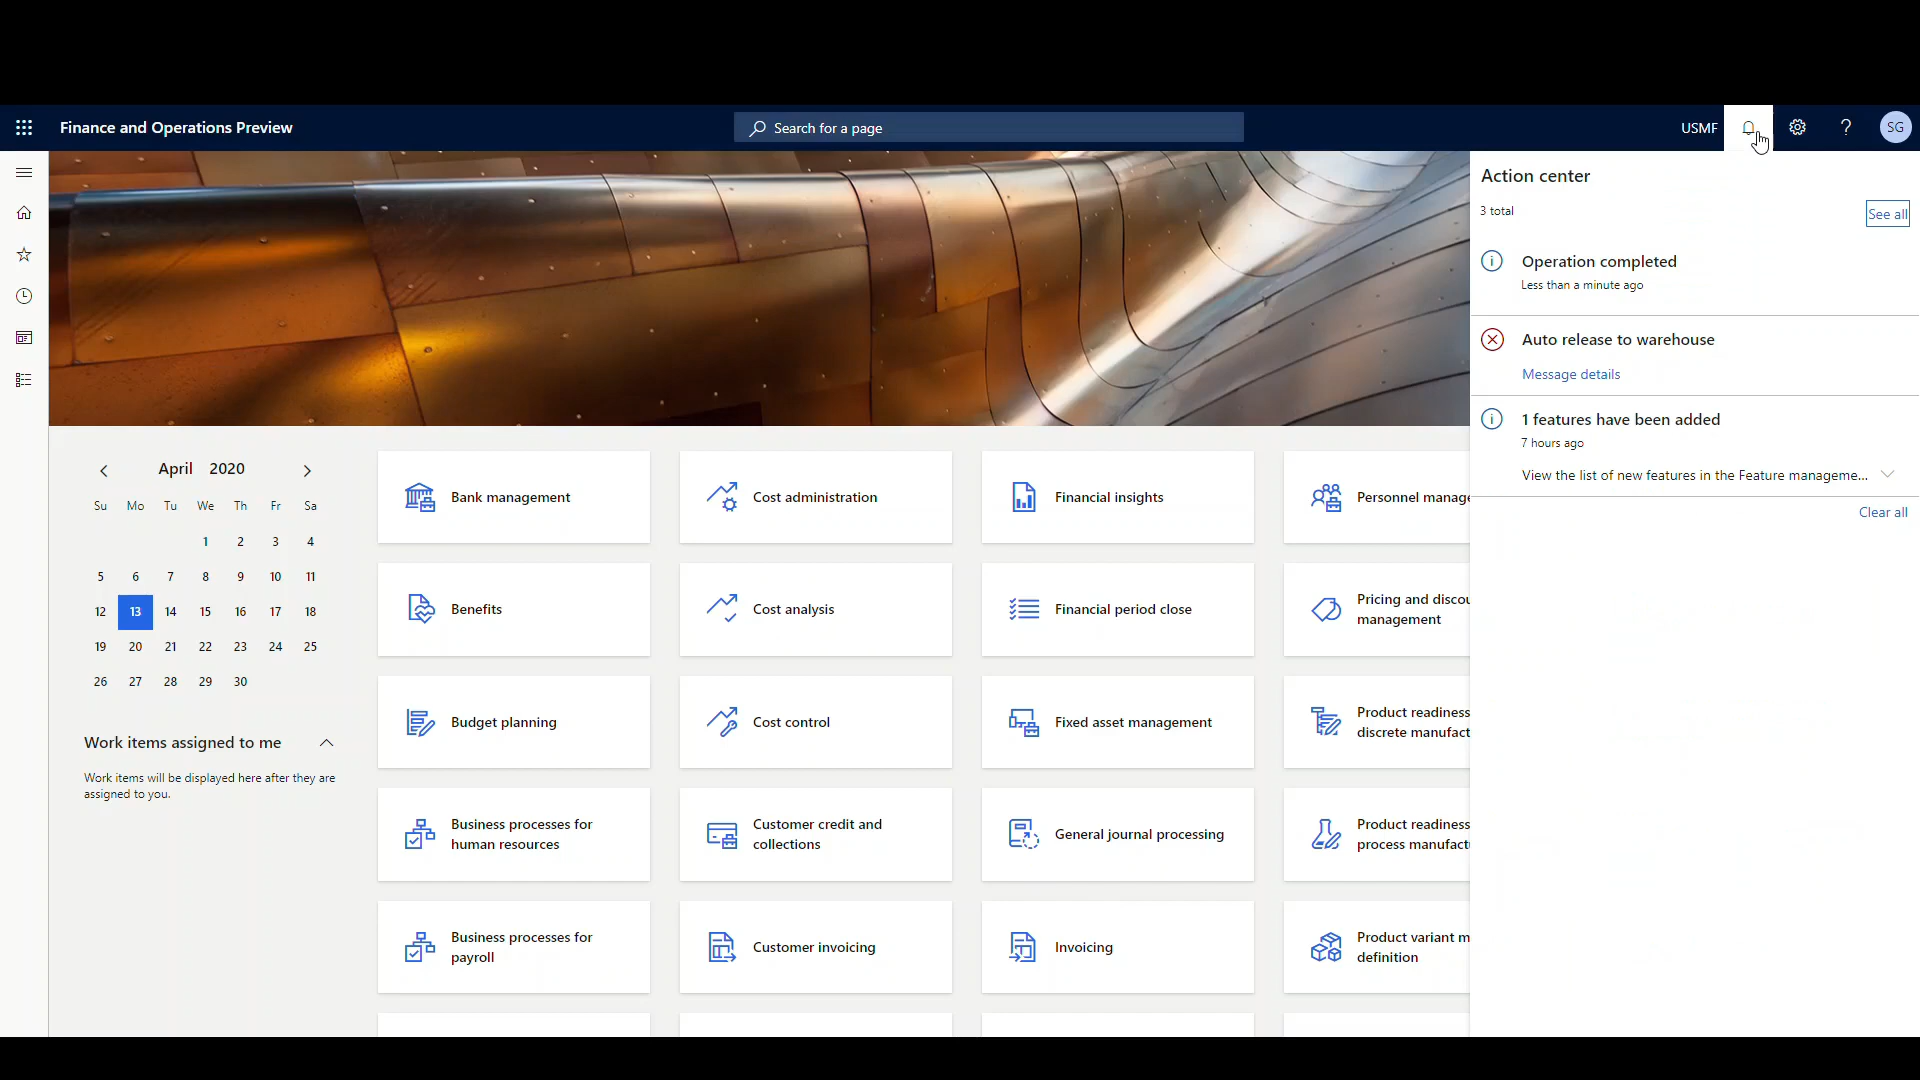 Finance and Operations Preview
Search for a page
USMF
?
SG
Action center
3 total
See all
Operation completed
Less than a minute ago
Auto release to warehouse
Message details
1 features have been added
7 hours ago
View the list of new features in the Feature manageme...
Clear all
April 2020
Su Mo Tu We Th Fr Sa
1 2 3 4
5 6 7 8 9 10 11
12 13 14 15 16 17 18
19 20 21 22 23 24 25
26 27 28 29 30
Work items assigned to me
Work items will be displayed here after they are
assigned to you.
Bank management
Cost administration
Financial insights
Personnel manage
Benefits
Cost analysis
Financial period close
Pricing and discou
management
Budget planning
Cost control
Fixed asset management
Product readiness
discrete manufact
Business processes for
human resources
Customer credit and
collections
General journal processing
Product readiness
process manufact
Business processes for
payroll
Customer invoicing
Invoicing
Product variant m
definition